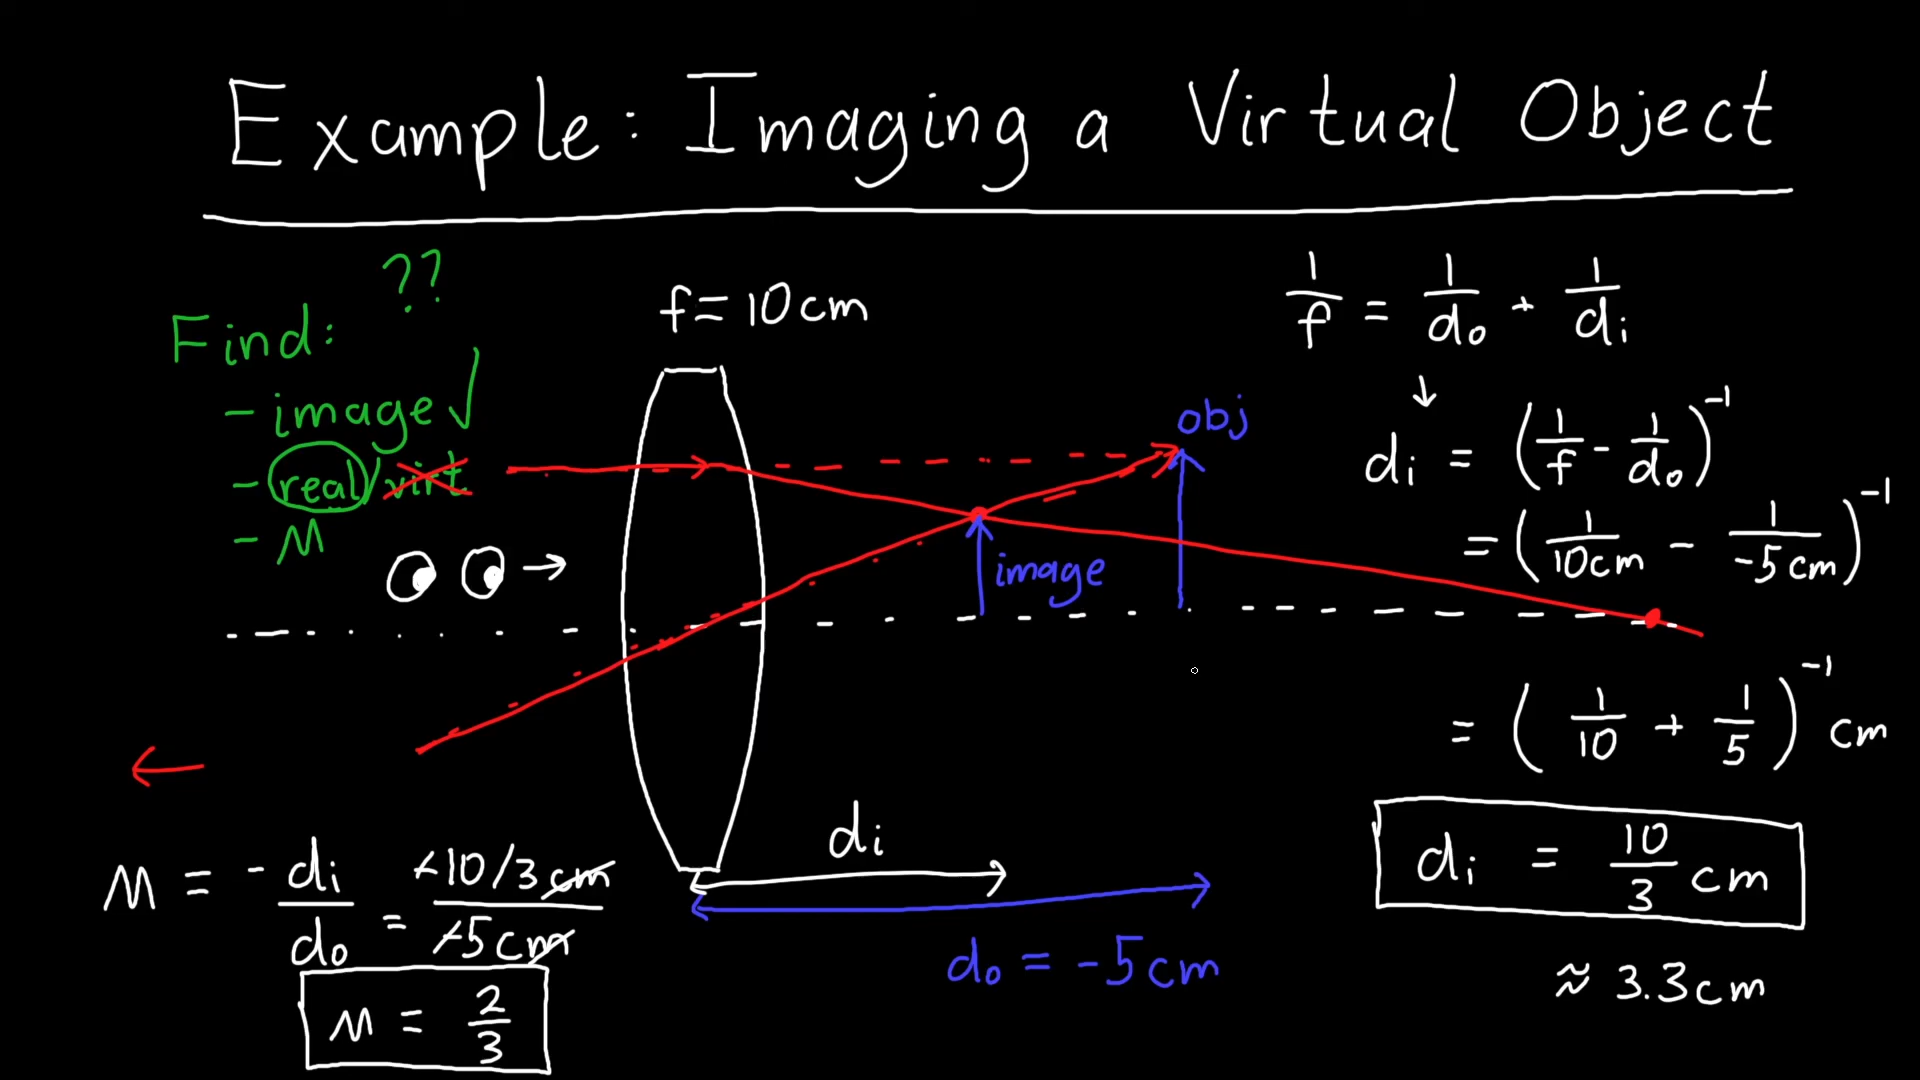 Example: Imaging a Virtual Object
??
Find:
- image ✓
- real/virt
- M
f = 10cm
obj
image
1/f = 1/do + 1/di
↓
di = (1/f - 1/do)^-1
= (1/10cm - 1/-5cm)^-1
= (1/10 + 1/5)^-1 cm
di = 10/3 cm
≈ 3.3cm
di
do = -5cm
M = - di/do = -10/3 cm / -5cm
M = 2/3